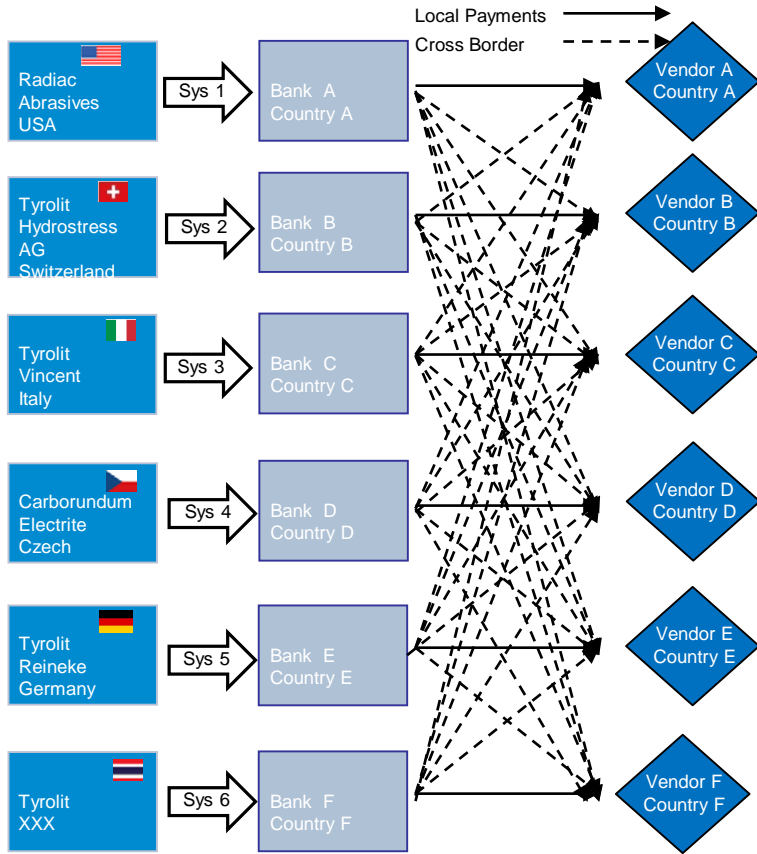 Local Payments
Cross Border
Radiac
Abrasives
USA
Sys 1
Bank A
Country A
Vendor A
Country A
Tyrolit
Hydrostress
AG
Switzerland
Sys 2
Bank B
Country B
Vendor B
Country B
Tyrolit
Vincent
Italy
Sys 3
Bank C
Country C
Vendor C
Country C
Carborundum
Electrite
Czech
Sys 4
Bank D
Country D
Vendor D
Country D
Tyrolit
Reineke
Germany
Sys 5
Bank E
Country E
Vendor E
Country E
Tyrolit
XXX
Sys 6
Bank F
Country F
Vendor F
Country F